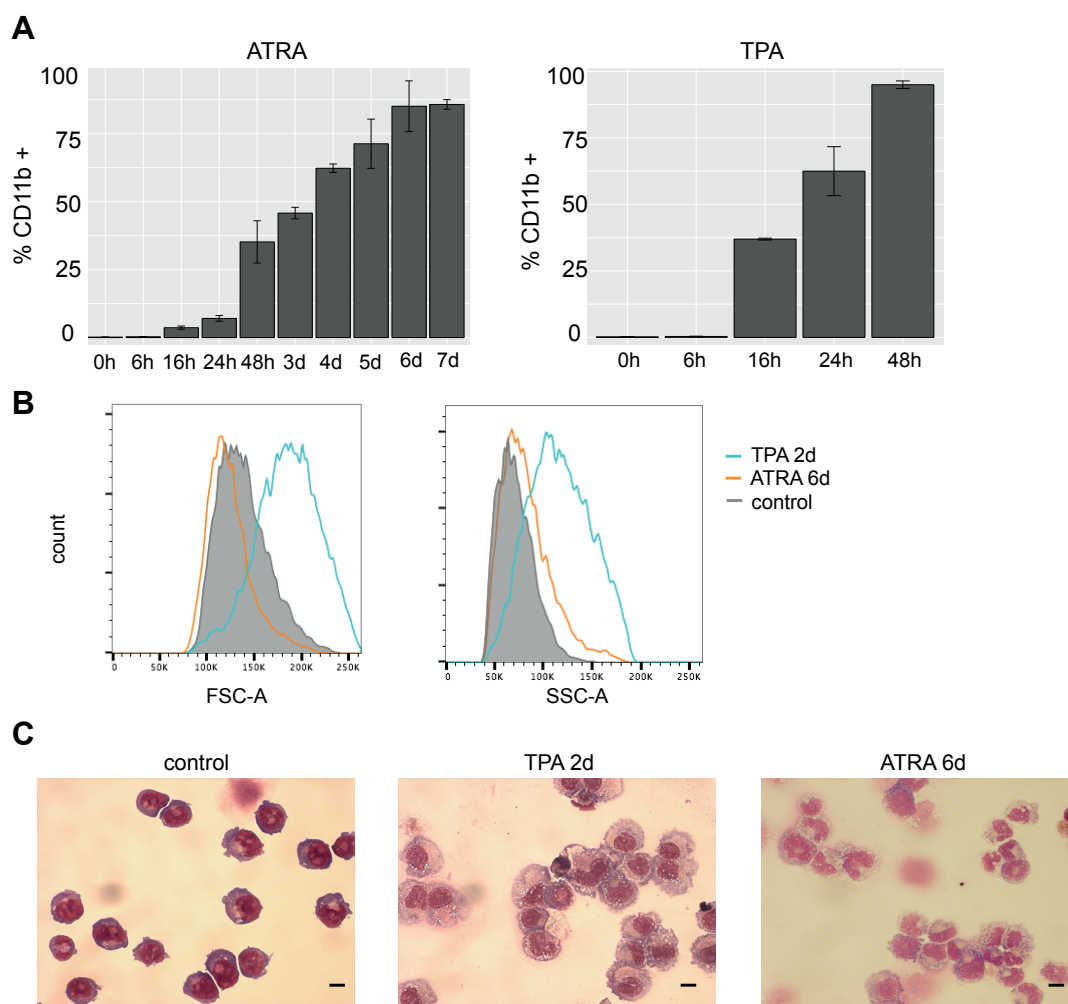 A
ATRA
% CD11b +
100
75
50
25
0
0h 6h 16h 24h 48h 3d 4d 5d 6d 7d
TPA
% CD11b +
100
75
50
25
0
0h 6h 16h 24h 48h
B
count
0 50K 100K 150K 200K 250K
FSC-A
0 50K 100K 150K 200K 250K
SSC-A
TPA 2d
ATRA 6d
control
C
control
TPA 2d
ATRA 6d